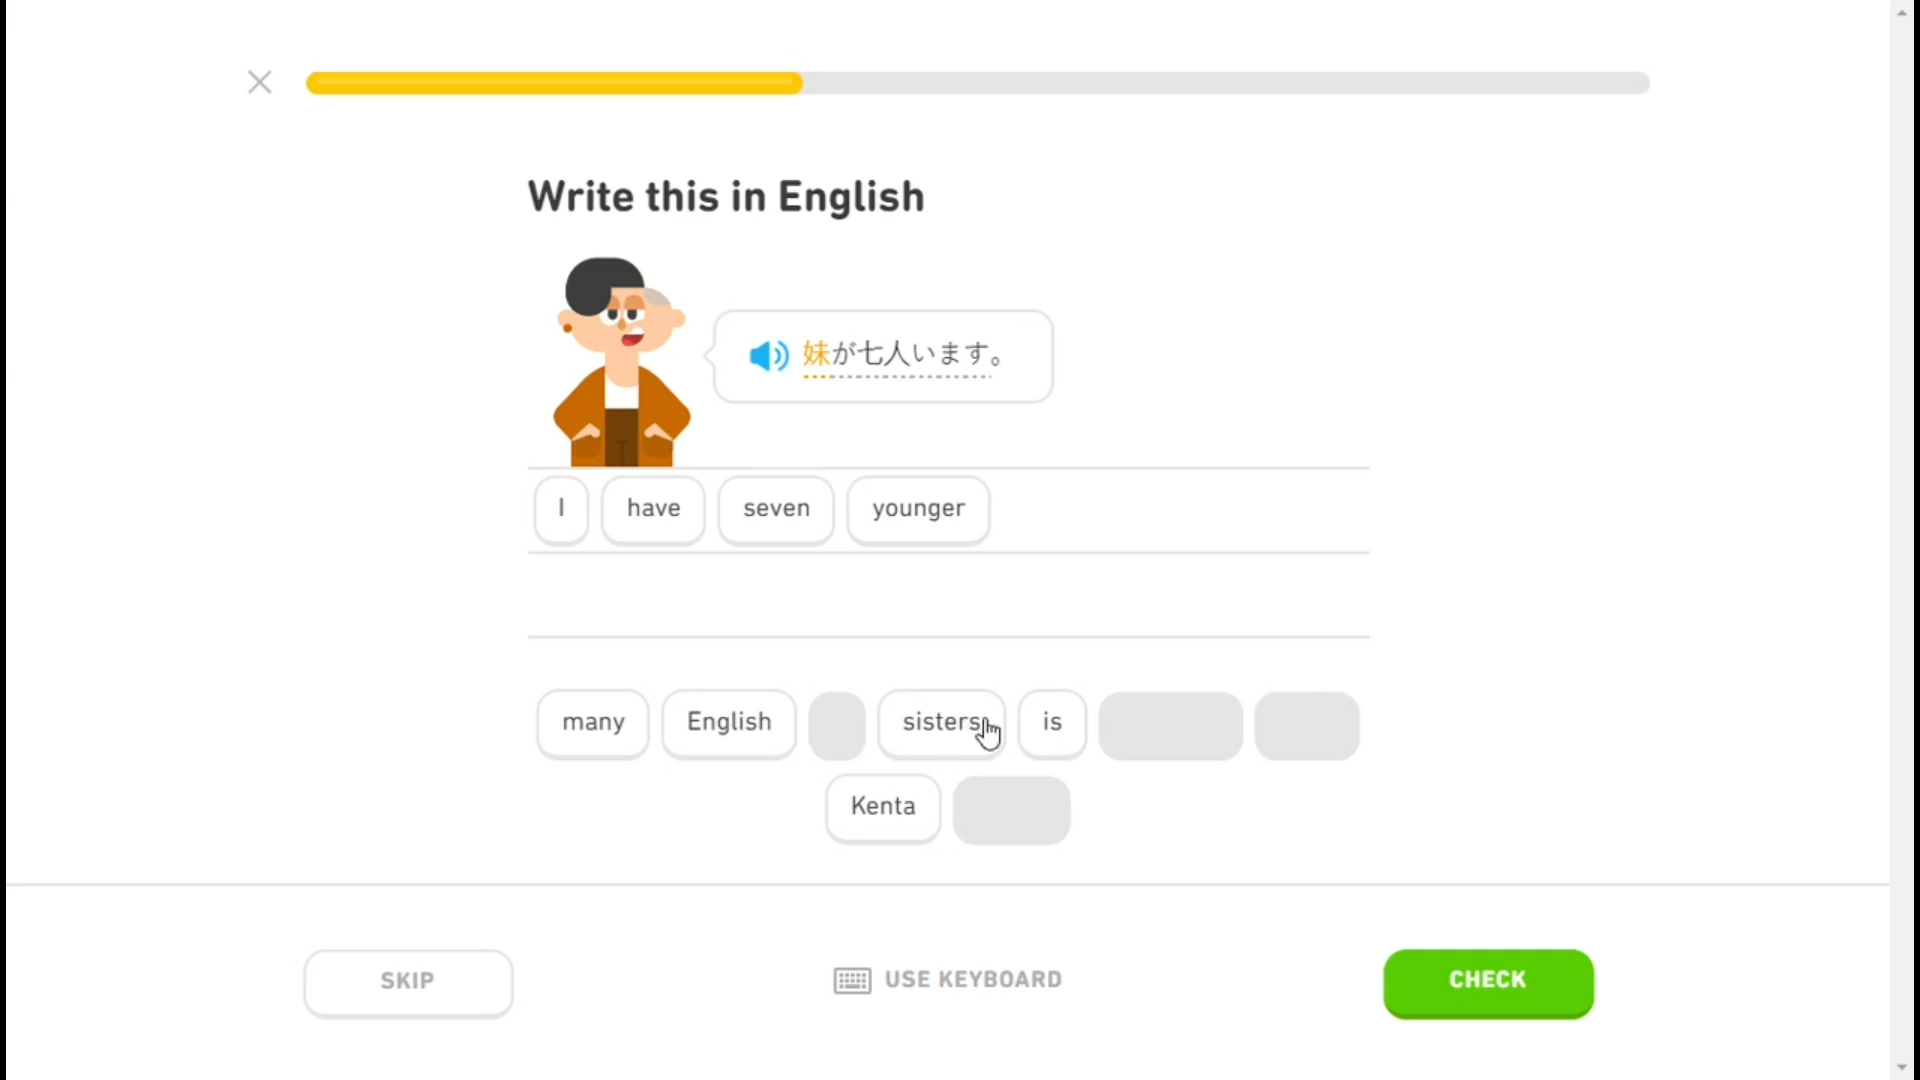 Write this in English
妹が七人います。
I have seven younger
many English sisters is
Kenta
SKIP USE KEYBOARD CHECK